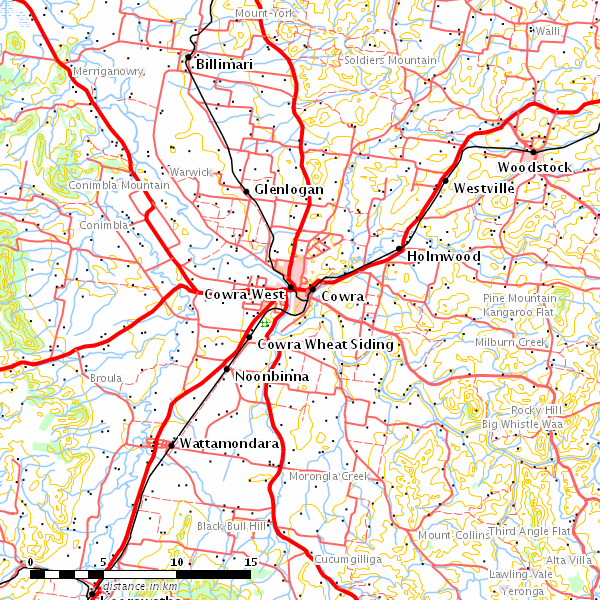 Mount York
Walli
Billimari
Soldiers Mountain
Merriganowry
Woodstock
Warwick
Conimbla Mountain
Glenlogan
Westville
Conimbla
Holmwood
Cowra West
Cowra
Pine Mountain
Kangaroo Flat
Cowra Wheat Siding
Milburn Creek
Broula
Noonbinna
Rocky Hill
Big Whistle Waa
Wattamondara
Morongla Creek
Black Bull Hill
Mount Collins
Third Angle Flat
Cucumgilliga
Alta Vista
0 5 10 15
distance in km
Lawling Vale
Yeronga